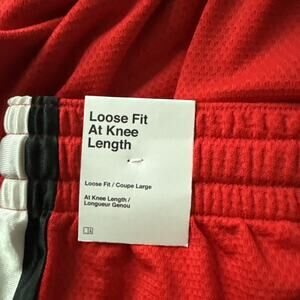 Loose Fit
At Knee
Length
Loose Fit / Coupe Large
At Knee Length /
Longueur Genou